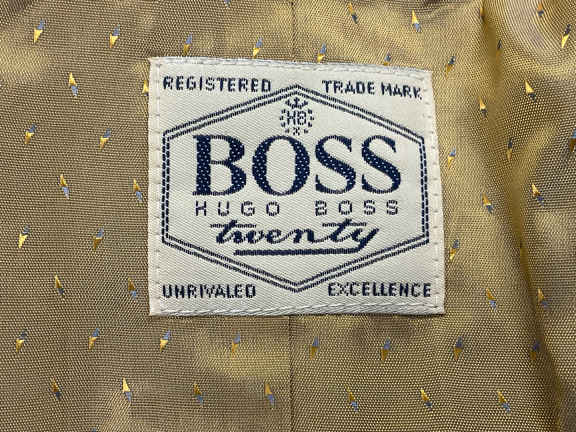 REGISTERED TRADE MARK
HB
BOSS
HUGO BOSS
twenty
UNRIVALED EXCELLENCE